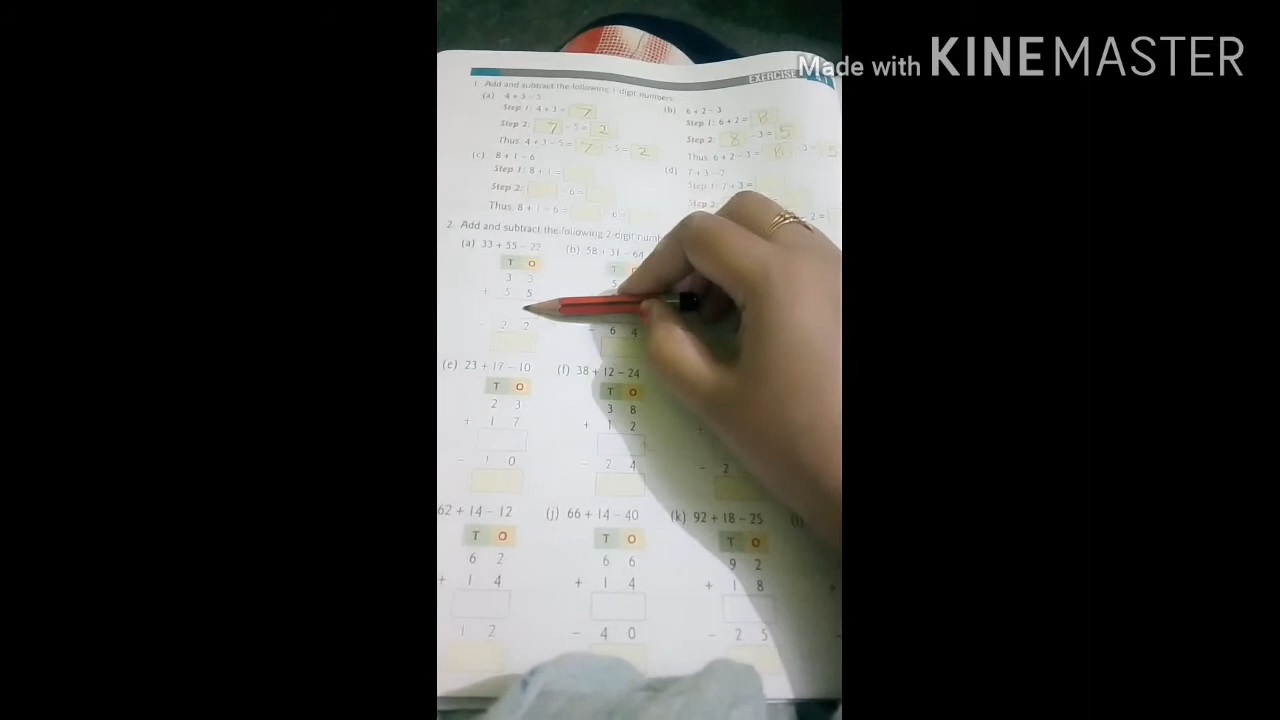 Made with KINEMASTER
EXERCISE 4.1
1. Add and subtract the following 1-digit numbers.
(a) 4 + 3 − 5
Step 1: 4 + 3 = 7
Step 2: 7 − 5 = 2
Thus, 4 + 3 − 5 = 7 − 5 = 2
(b) 6 + 2 − 3
Step 1: 6 + 2 = 8
Step 2: 8 − 3 = 5
Thus, 6 + 2 − 3 = 8 − 3 = 5
(c) 8 + 1 − 6
Step 1: 8 + 1 =
Step 2: − 6 =
Thus, 8 + 1 − 6 = − 6 =
(d) 7 + 3 − 2
Step 1: 7 + 3 =
Step 2: =
− 2 =
2. Add and subtract the following 2-digit
(a) 33 + 55 − 22
T O
3 3
+ 5 5
− 2 2
(b) 58 + 31 − 64
T
5
− 6 4
(e) 23 + 17 − 10
T O
2 3
+ 1 7
− 1 0
(f) 38 + 12 − 24
T O
3 8
+ 1 2
− 2 4
+
− 2
62 + 14 − 12
T O
6 2
+ 1 4
1 2
(j) 66 + 14 − 40
T O
6 6
+ 1 4
− 4 0
(k) 92 + 18 − 25
T O
9 2
+ 1 8
− 2 5
(l)